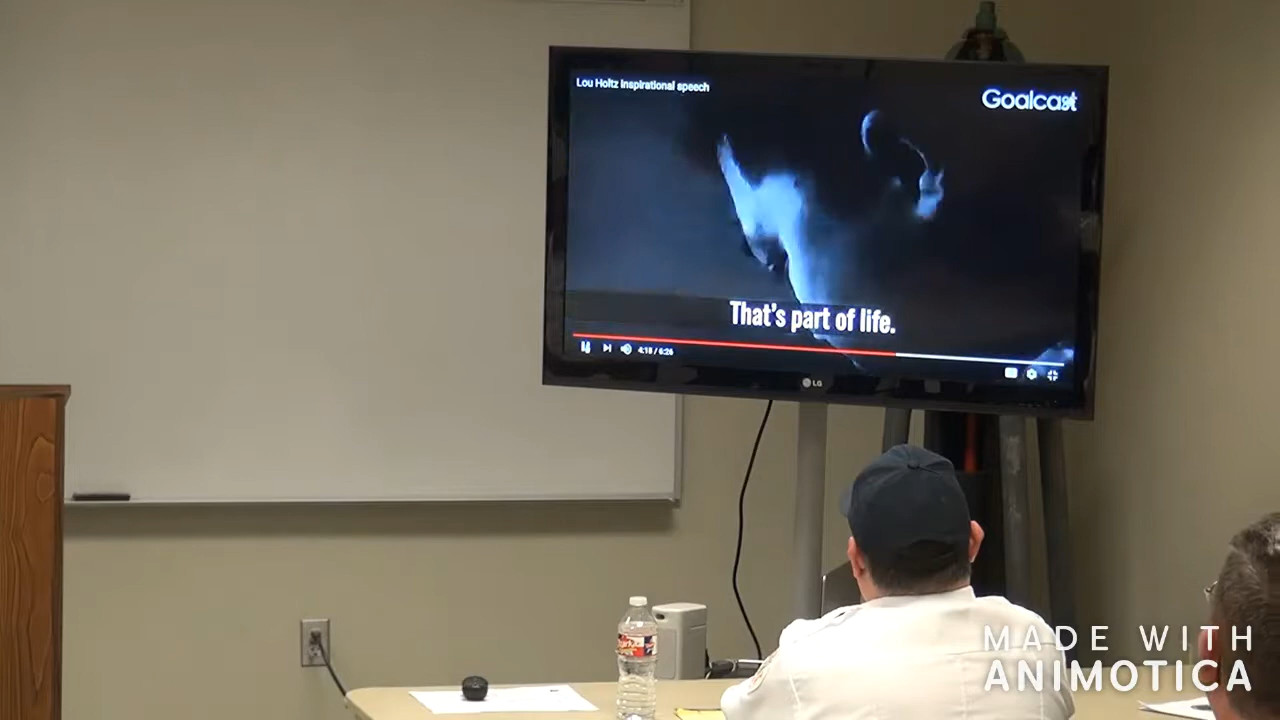 Lou Holtz inspirational speech
Goalcast
That's part of life.
4:18 / 6:26
LG
MADE WITH
ANIMOTICA